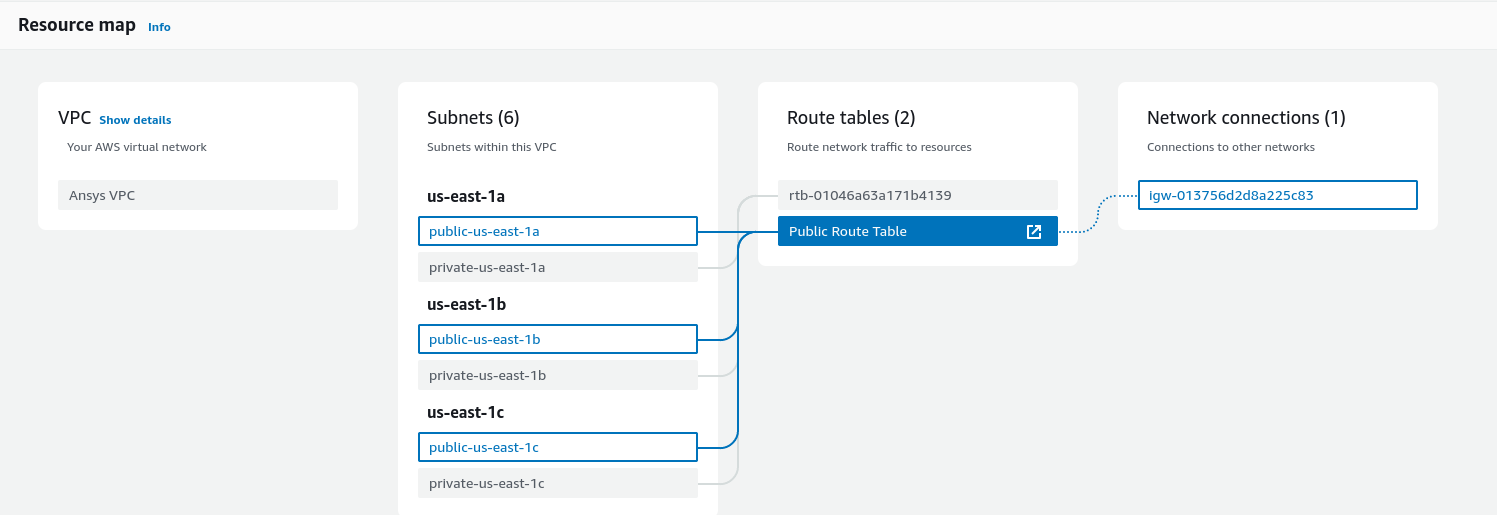 Resource map Info
VPC Show details
Your AWS virtual network
Ansys VPC
Subnets (6)
Subnets within this VPC
us-east-1a
public-us-east-1a
private-us-east-1a
us-east-1b
public-us-east-1b
private-us-east-1b
us-east-1c
public-us-east-1c
private-us-east-1c
Route tables (2)
Route network traffic to resources
rtb-01046a63a171b4139
Public Route Table
Network connections (1)
Connections to other networks
igw-013756d2d8a225c83